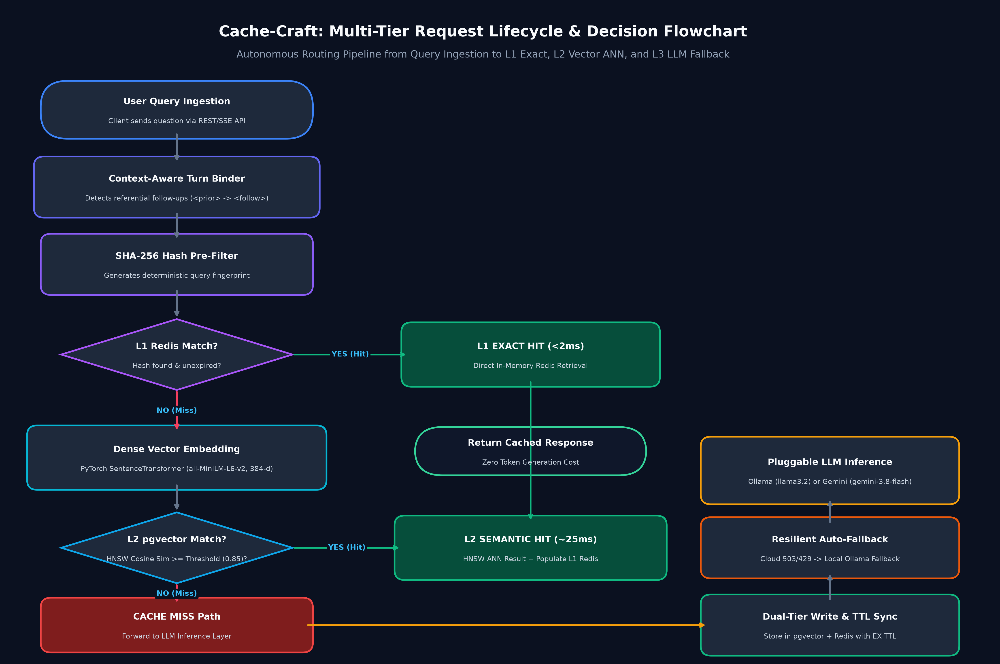 Cache-Craft: Multi-Tier Request Lifecycle & Decision Flowchart
Autonomous Routing Pipeline from Query Ingestion to L1 Exact, L2 Vector ANN, and L3 LLM Fallback
User Query Ingestion
Client sends question via REST/SSE API
Context-Aware Turn Binder
Detects referential follow-ups (<prior> -> <follow>)
SHA-256 Hash Pre-Filter
Generates deterministic query fingerprint
L1 Redis Match?
Hash found & unexpired?
YES (Hit)
L1 EXACT HIT (<2ms)
Direct In-Memory Redis Retrieval
NO (Miss)
Dense Vector Embedding
PyTorch SentenceTransformer (all-MiniLM-L6-v2, 384-d)
Return Cached Response
Zero Token Generation Cost
Pluggable LLM Inference
Ollama (llama3.2) or Gemini (gemini-3.8-flash)
L2 pgvector Match?
HNSW Cosine Sim >= Threshold (0.85)?
YES (Hit)
L2 SEMANTIC HIT (~25ms)
HNSW ANN Result + Populate L1 Redis
Resilient Auto-Fallback
Cloud 503/429 -> Local Ollama Fallback
NO (Miss)
CACHE MISS Path
Forward to LLM Inference Layer
Dual-Tier Write & TTL Sync
Store in pgvector + Redis with EX TTL